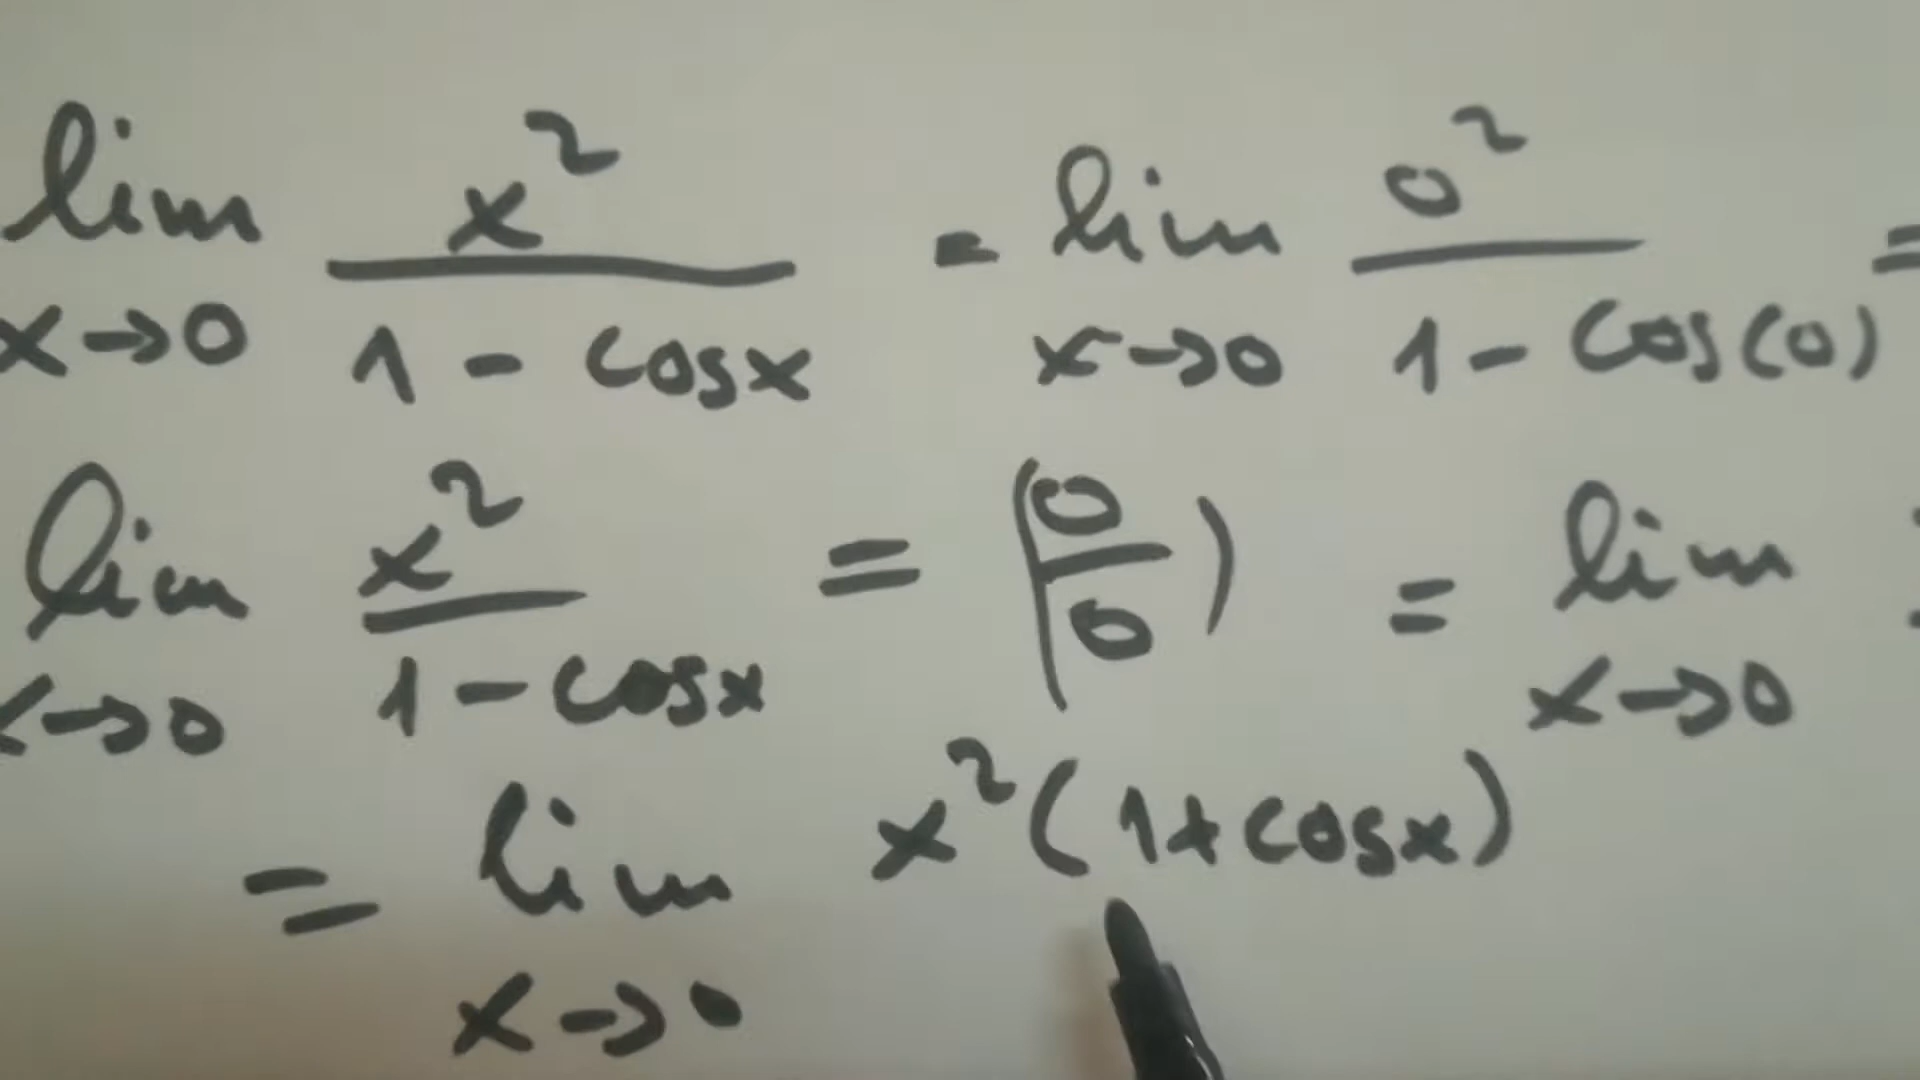 lim x² / 1 - cosx = lim 0² / 1 - cos(0) =
x→0 x→0
lim x² / 1 - cosx = (0/0) = lim
x→0 x→0
= lim x²(1+cosx)
x→0